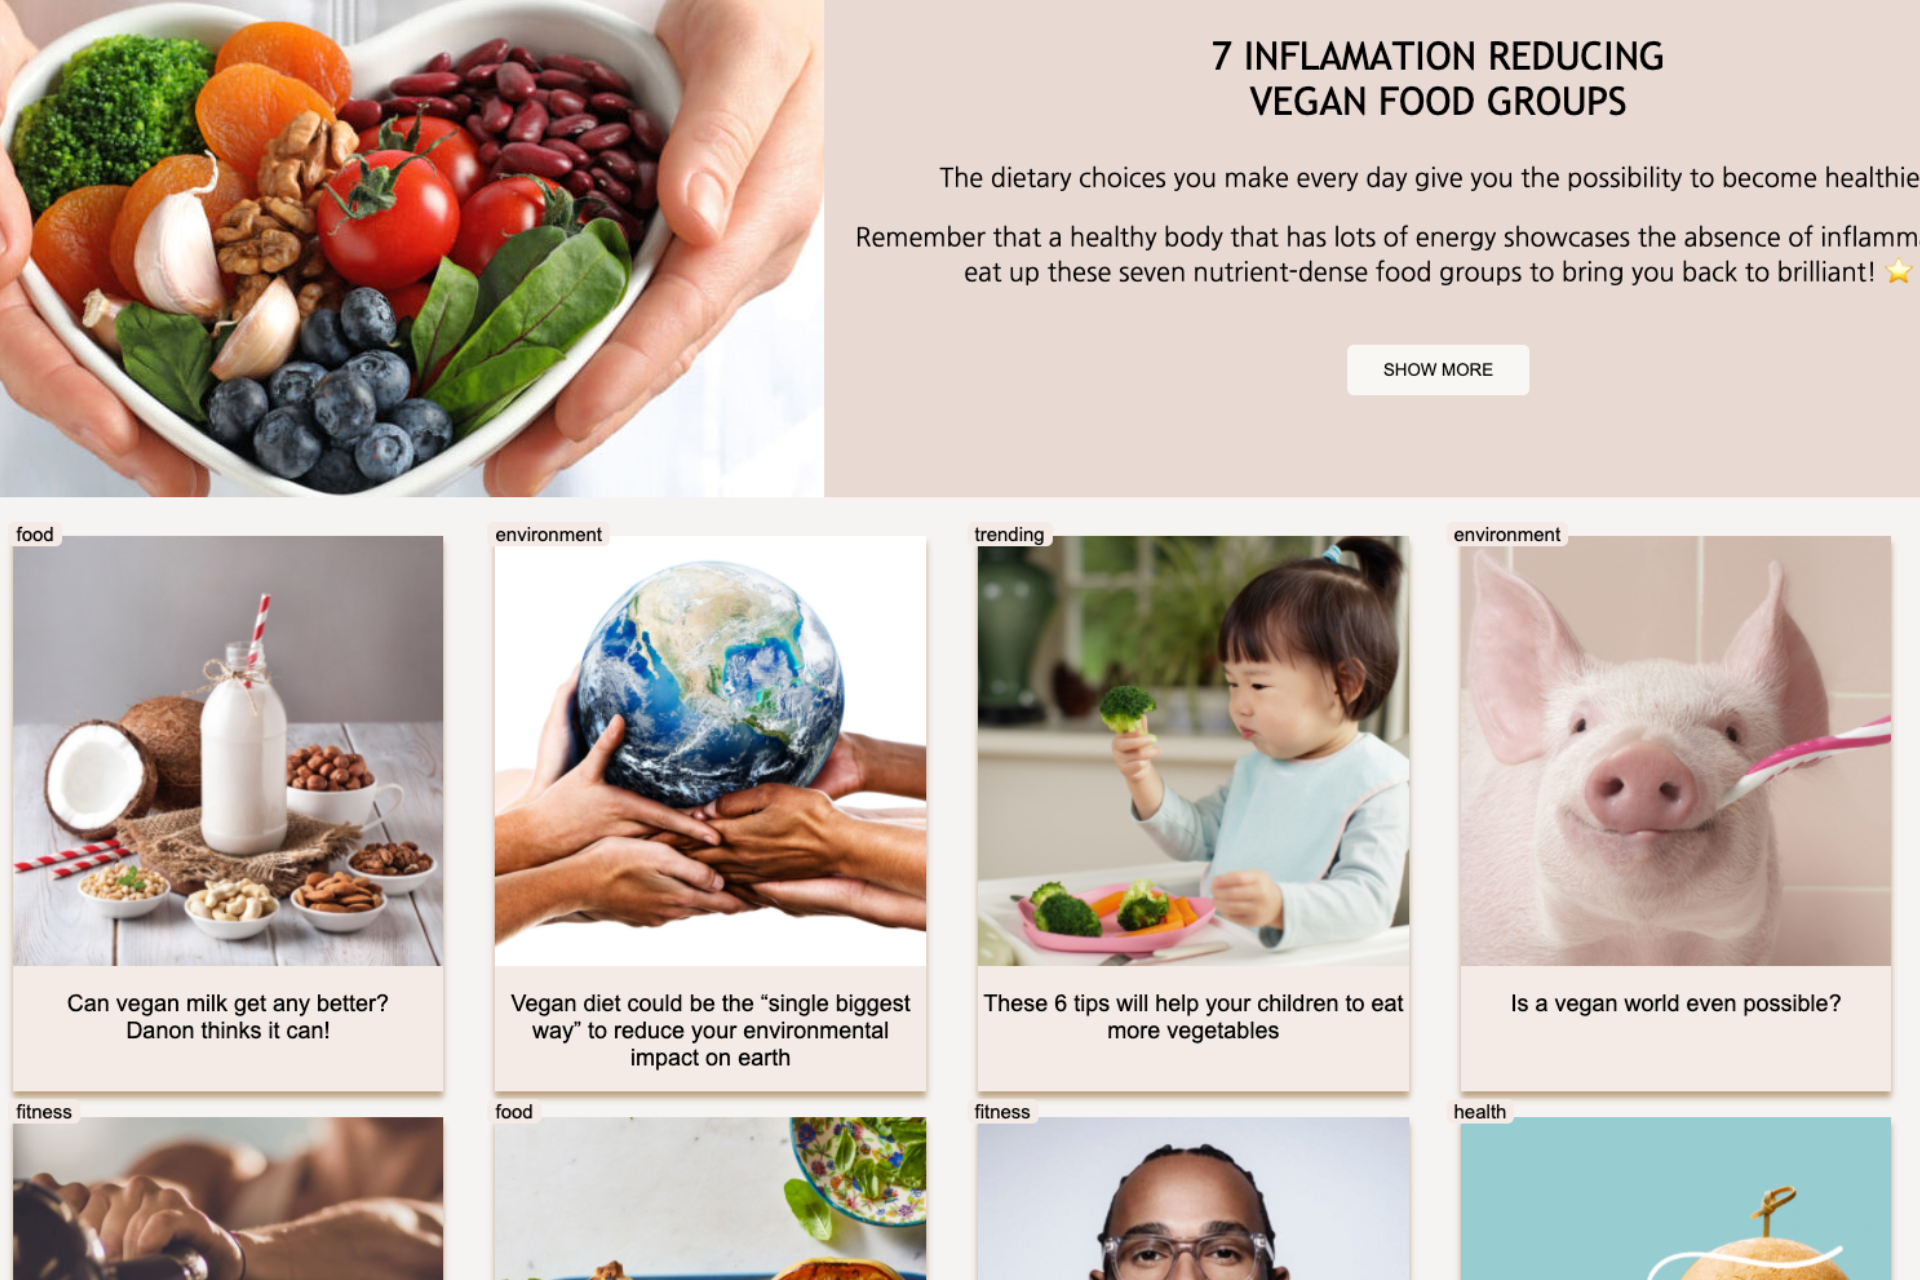 7 INFLAMATION REDUCING
VEGAN FOOD GROUPS
The dietary choices you make every day give you the possibility to become
Remember that a healthy body that has lots of energy showcases the absence of
eat up these seven nutrient-dense food groups to bring you back to brilliant! ⭐
SHOW MORE
food
environment
trending
environment
Can vegan milk get any better?
Danon thinks it can!
Vegan diet could be the “single biggest
way” to reduce your environmental
impact on earth
These 6 tips will help your children to eat
more vegetables
Is a vegan world even possible?
fitness
food
fitness
health